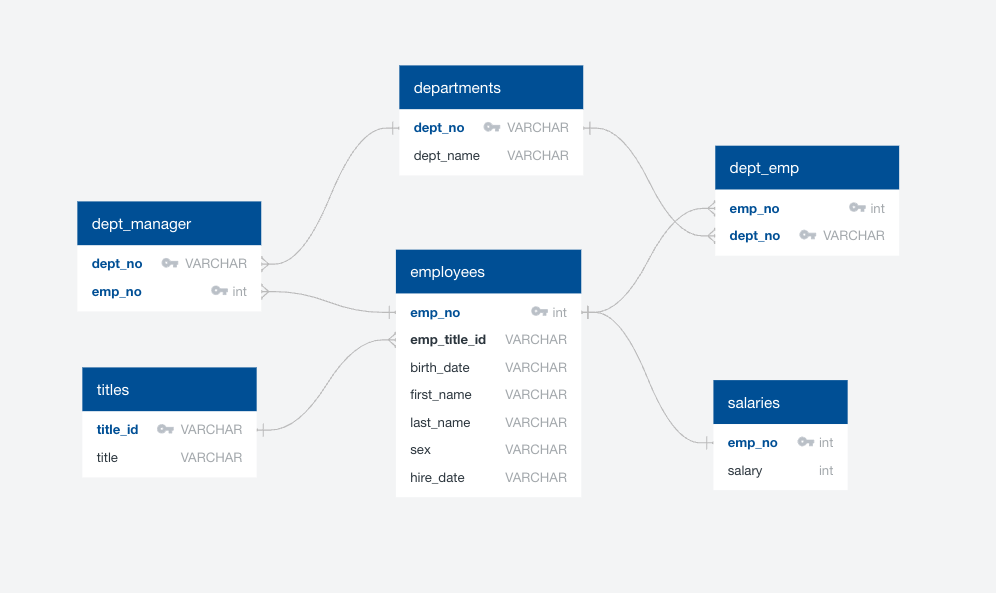 departments
dept_no VARCHAR
dept_name VARCHAR
dept_emp
emp_no int
dept_no VARCHAR
dept_manager
dept_no VARCHAR
emp_no int
employees
emp_no int
emp_title_id VARCHAR
birth_date VARCHAR
first_name VARCHAR
last_name VARCHAR
sex VARCHAR
hire_date VARCHAR
titles
title_id VARCHAR
title VARCHAR
salaries
emp_no int
salary int